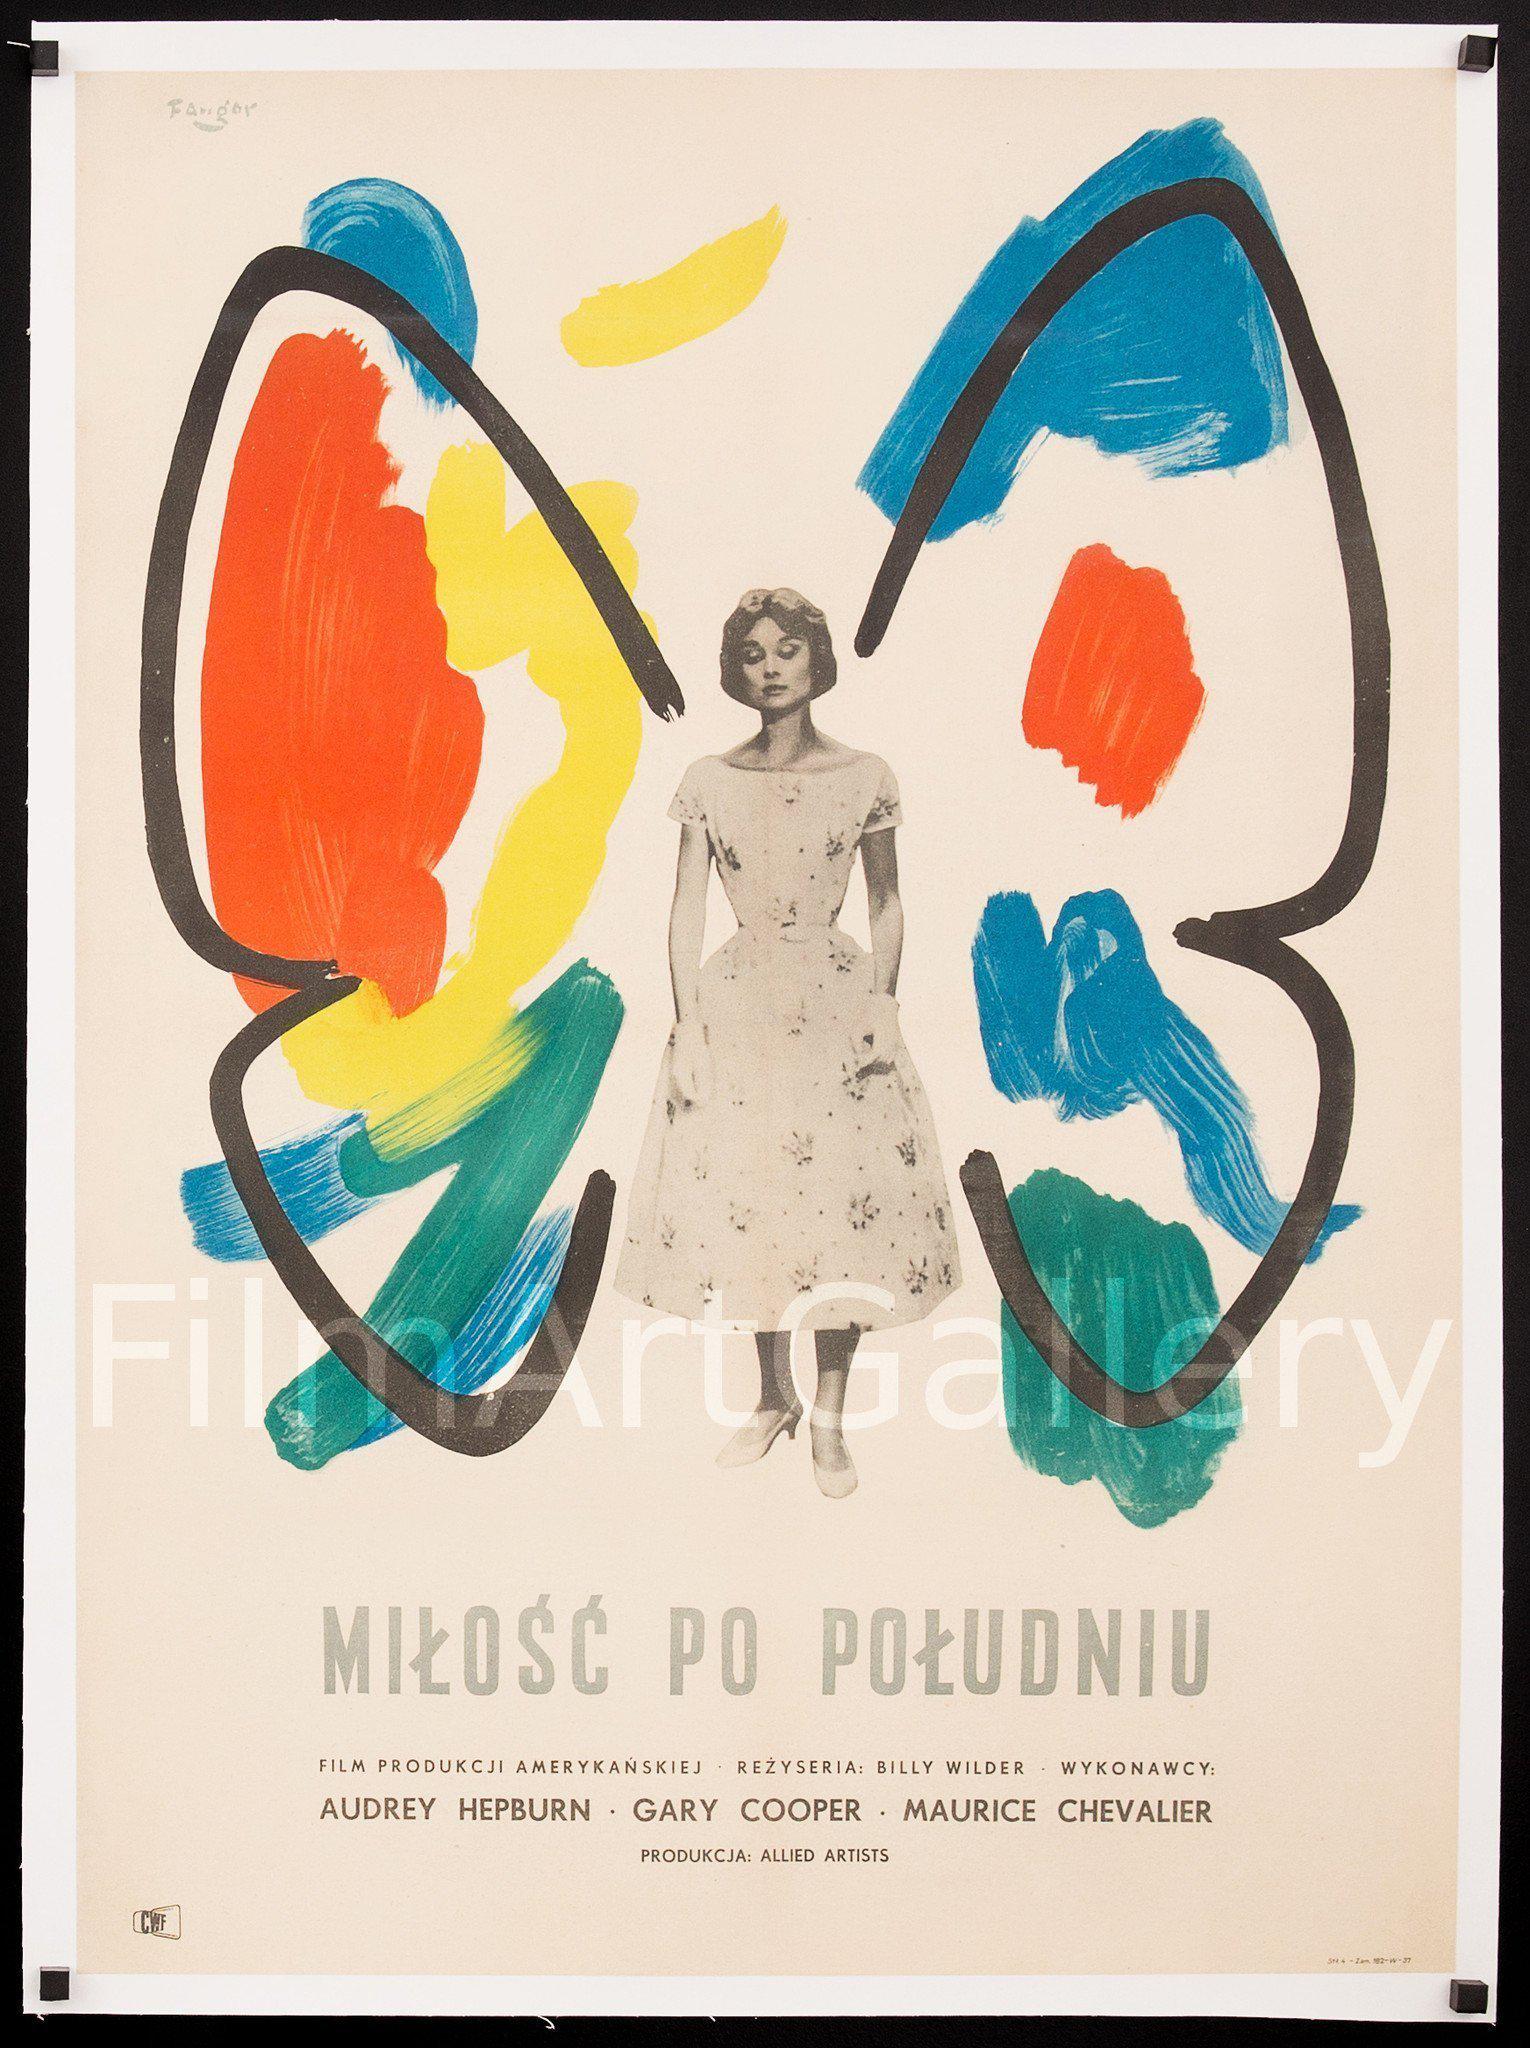 Fangor
FilmArtGallery
MIŁOŚĆ PO POŁUDNIU
FILM PRODUKCJI AMERYKAŃSKIEJ · REŻYSERIA: BILLY WILDER · WYKONAWCY:
AUDREY HEPBURN · GARY COOPER · MAURICE CHEVALIER
PRODUKCJA: ALLIED ARTISTS
CWF